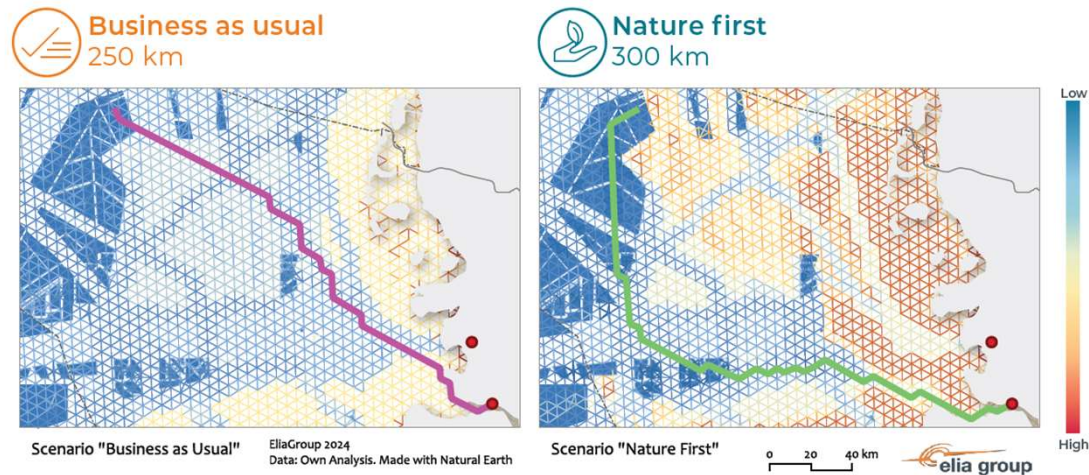 Business as usual
250 km
Nature first
300 km
Low
High
Scenario "Business as Usual"
EliaGroup 2024
Data: Own Analysis. Made with Natural Earth
Scenario "Nature First"
0 20 40 km
elia group